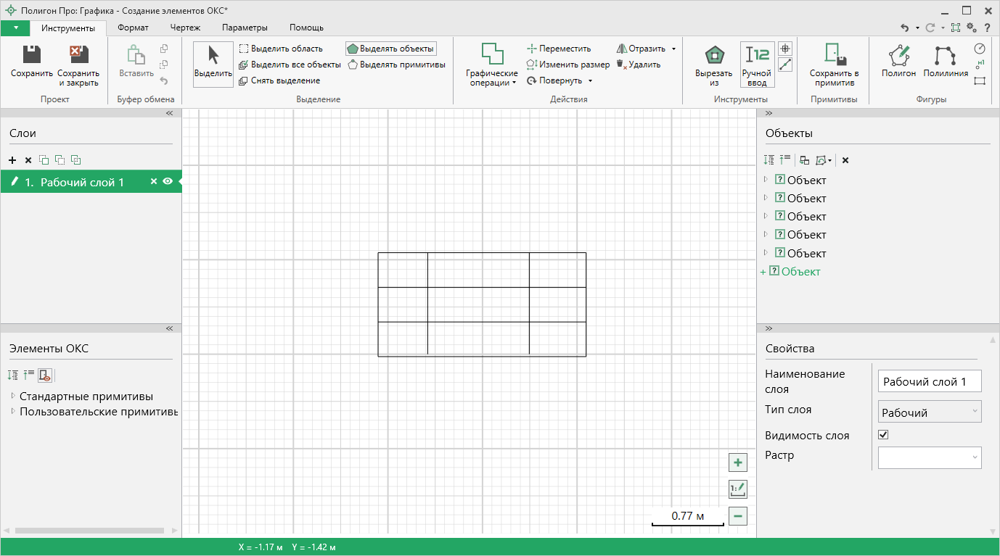 Полигон Про: Графика - Создание элементов ОКС*
Инструменты
Формат
Чертеж
Параметры
Помощь
Сохранить
Сохранить
и закрыть
Проект
Вставить
Буфер обмена
Выделить
Выделить область
Выделить все объекты
Снять выделение
Выделять объекты
Выделять примитивы
Выделение
Графические
операции
Переместить
Изменить размер
Повернуть
Отразить
Удалить
Действия
Вырезать
из
12
Ручной
ввод
Инструменты
Сохранить в
примитив
Примитивы
Полигон
Полилиния
н1
Фигуры
Слои
1. Рабочий слой 1
Элементы ОКС
Стандартные примитивы
Пользовательские примитивы
0.77 м
1:
Объекты
? Объект
? Объект
? Объект
? Объект
? Объект
+ ? Объект
Свойства
Наименование
слоя
Рабочий слой 1
Тип слоя
Рабочий
Видимость слоя
Растр
X = -1.17 м Y = -1.42 м